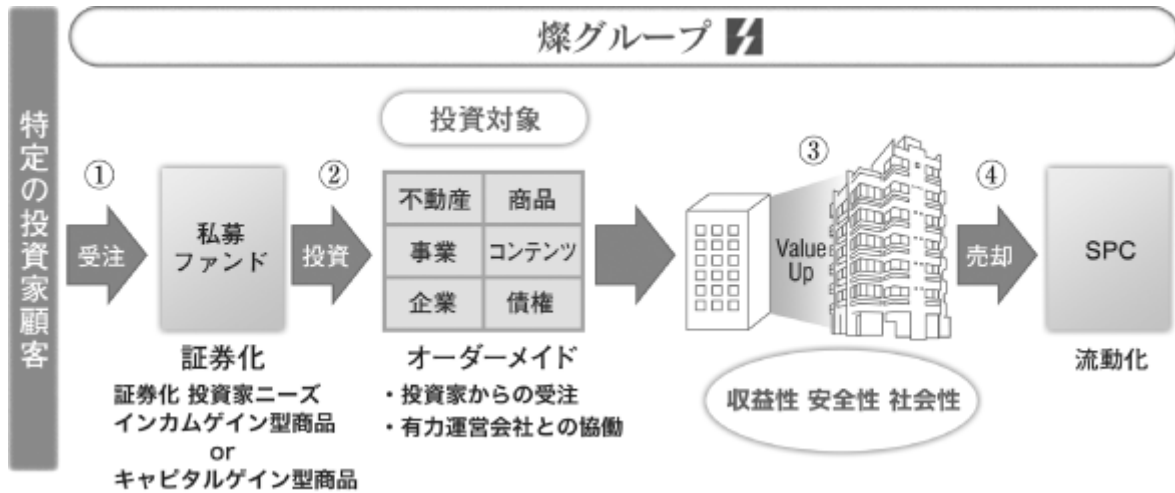 燦グループ
特定の投資家顧客
投資対象
①
受注
私募
ファンド
証券化
証券化 投資家ニーズ
インカムゲイン型商品
or
キャピタルゲイン型商品
②
投資
不動産 商品
事業 コンテンツ
企業 債権
オーダーメイド
・投資家からの受注
・有力運営会社との協働
③
Value
Up
収益性 安全性 社会性
④
売却
SPC
流動化